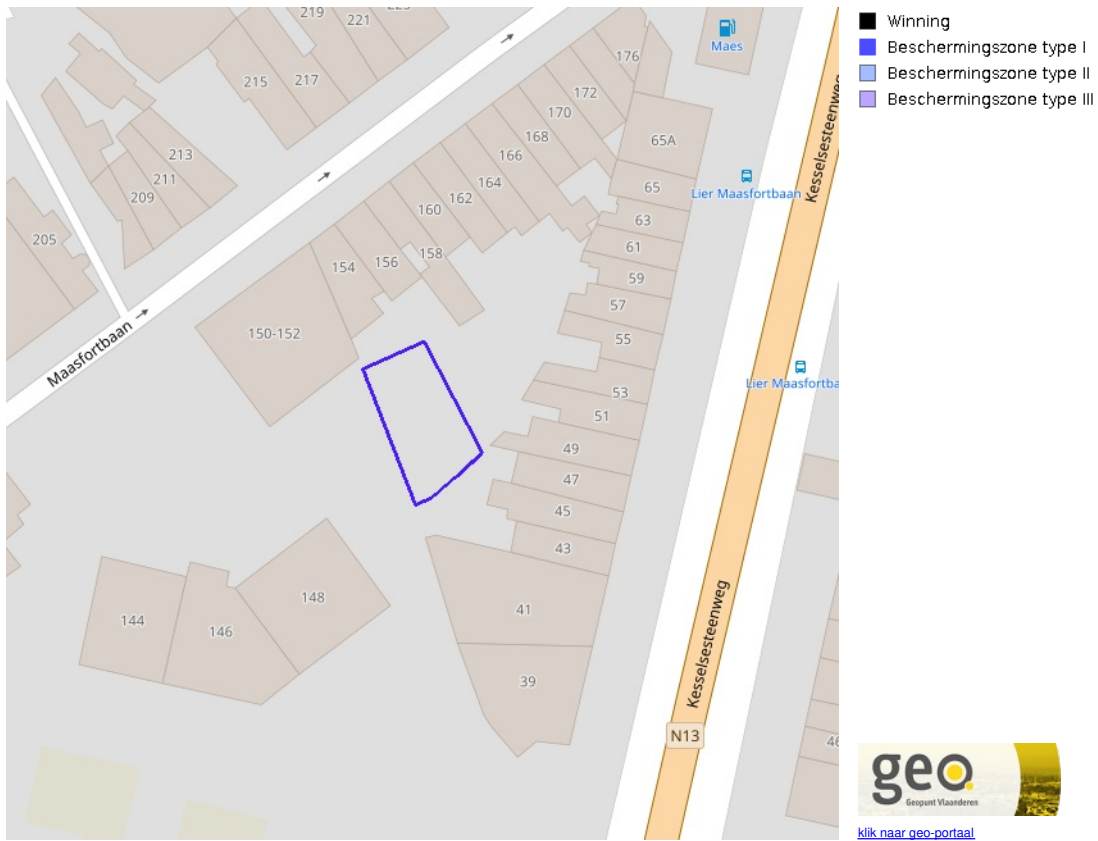 219
221
176
Maes
215
217
172
170
168
65A
213
166
211
164
65
Lier Maasfortbaan
Kesselsesteenweg
209
162
160
63
205
61
158
154
156
59
57
150-152
55
Maasfortbaan
Lier Maasfortba
53
51
49
47
45
43
148
144
146
41
Kesselsesteenweg
39
N13
46
Winning
Beschermingszone type I
Beschermingszone type II
Beschermingszone type III
geo.
Geopunt Vlaanderen
klik naar geo-portaal